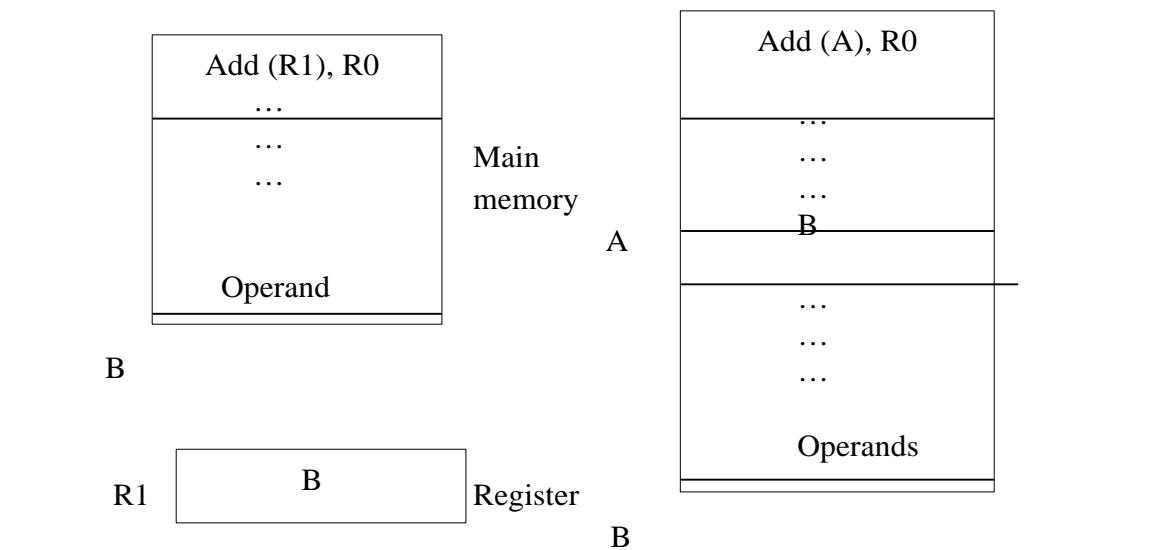 Add (R1), R0
…
…
…
Main
memory
Operand
B
R1
B
Register
Add (A), R0
…
…
…
B
A
…
…
…
Operands
B